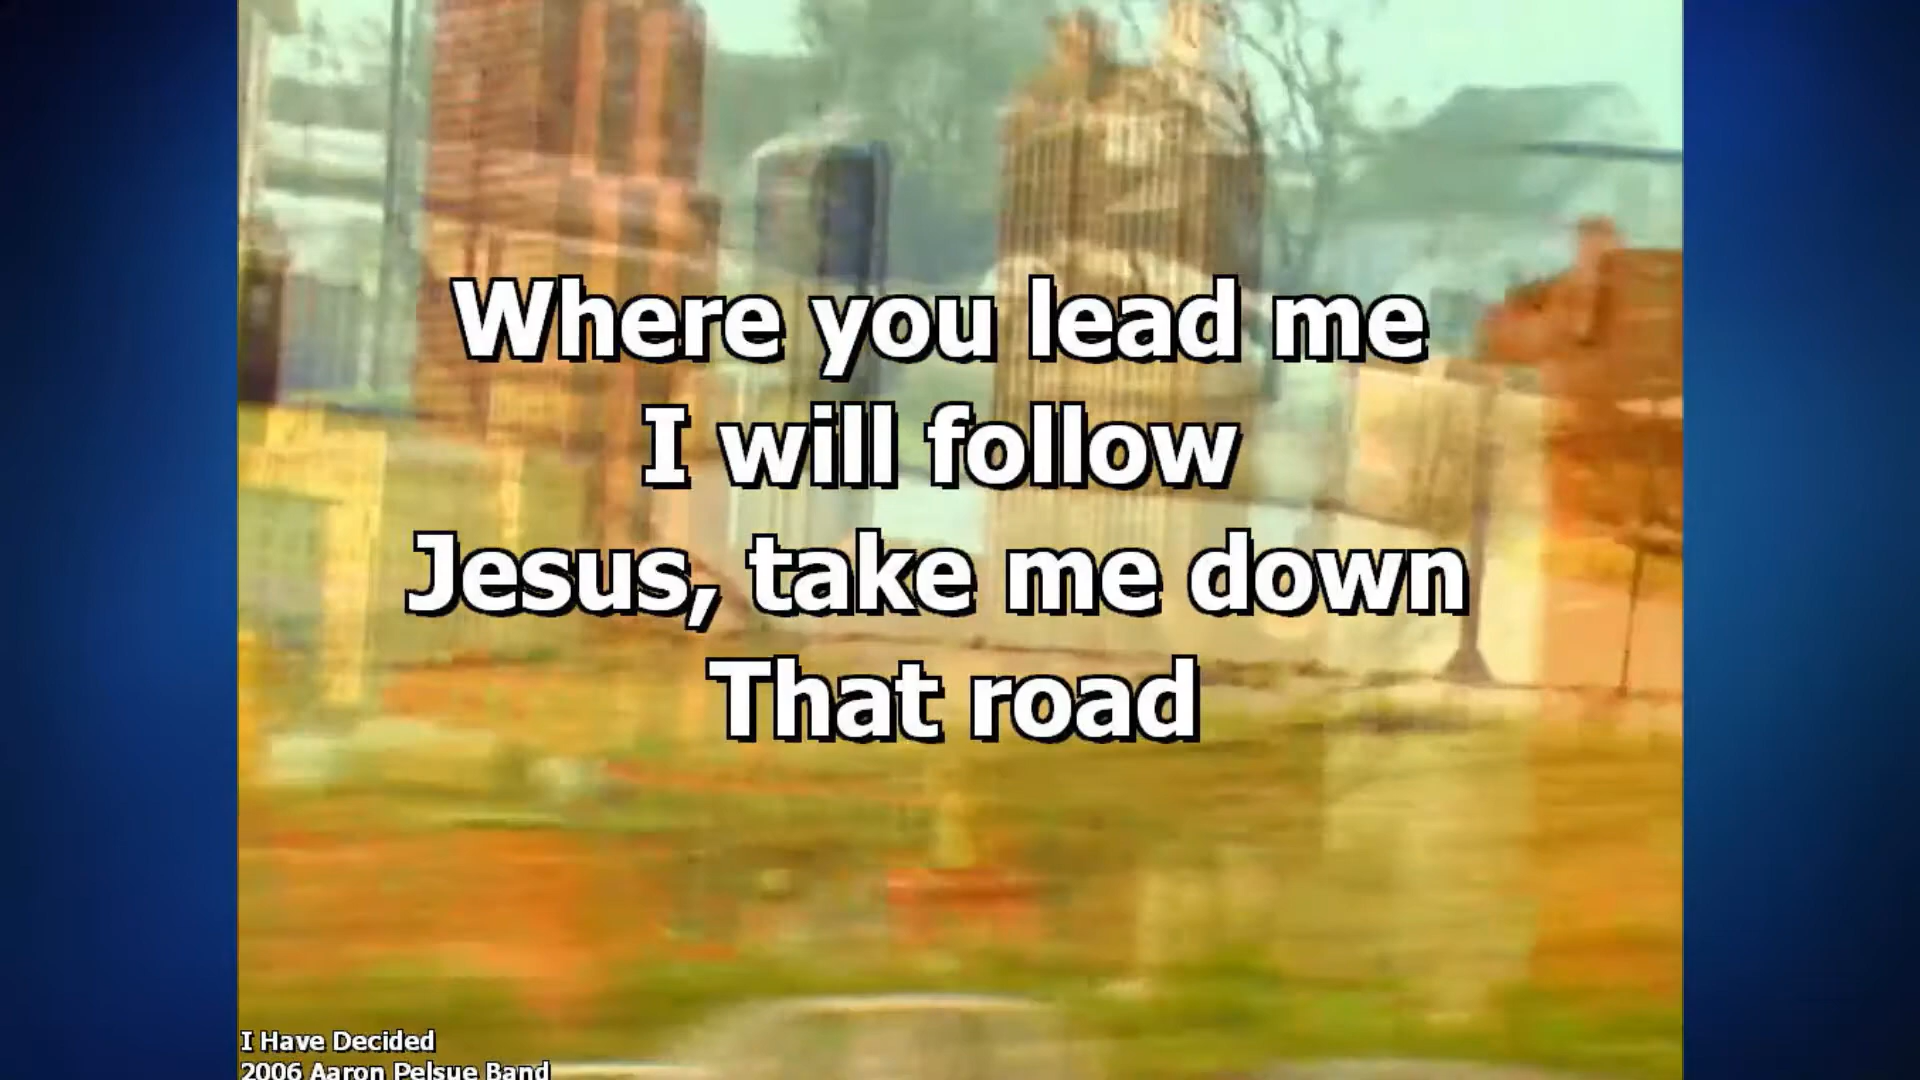 Where you lead me
I will follow
Jesus, take me down
That road
I Have Decided
2006 Aaron Pelsue Band